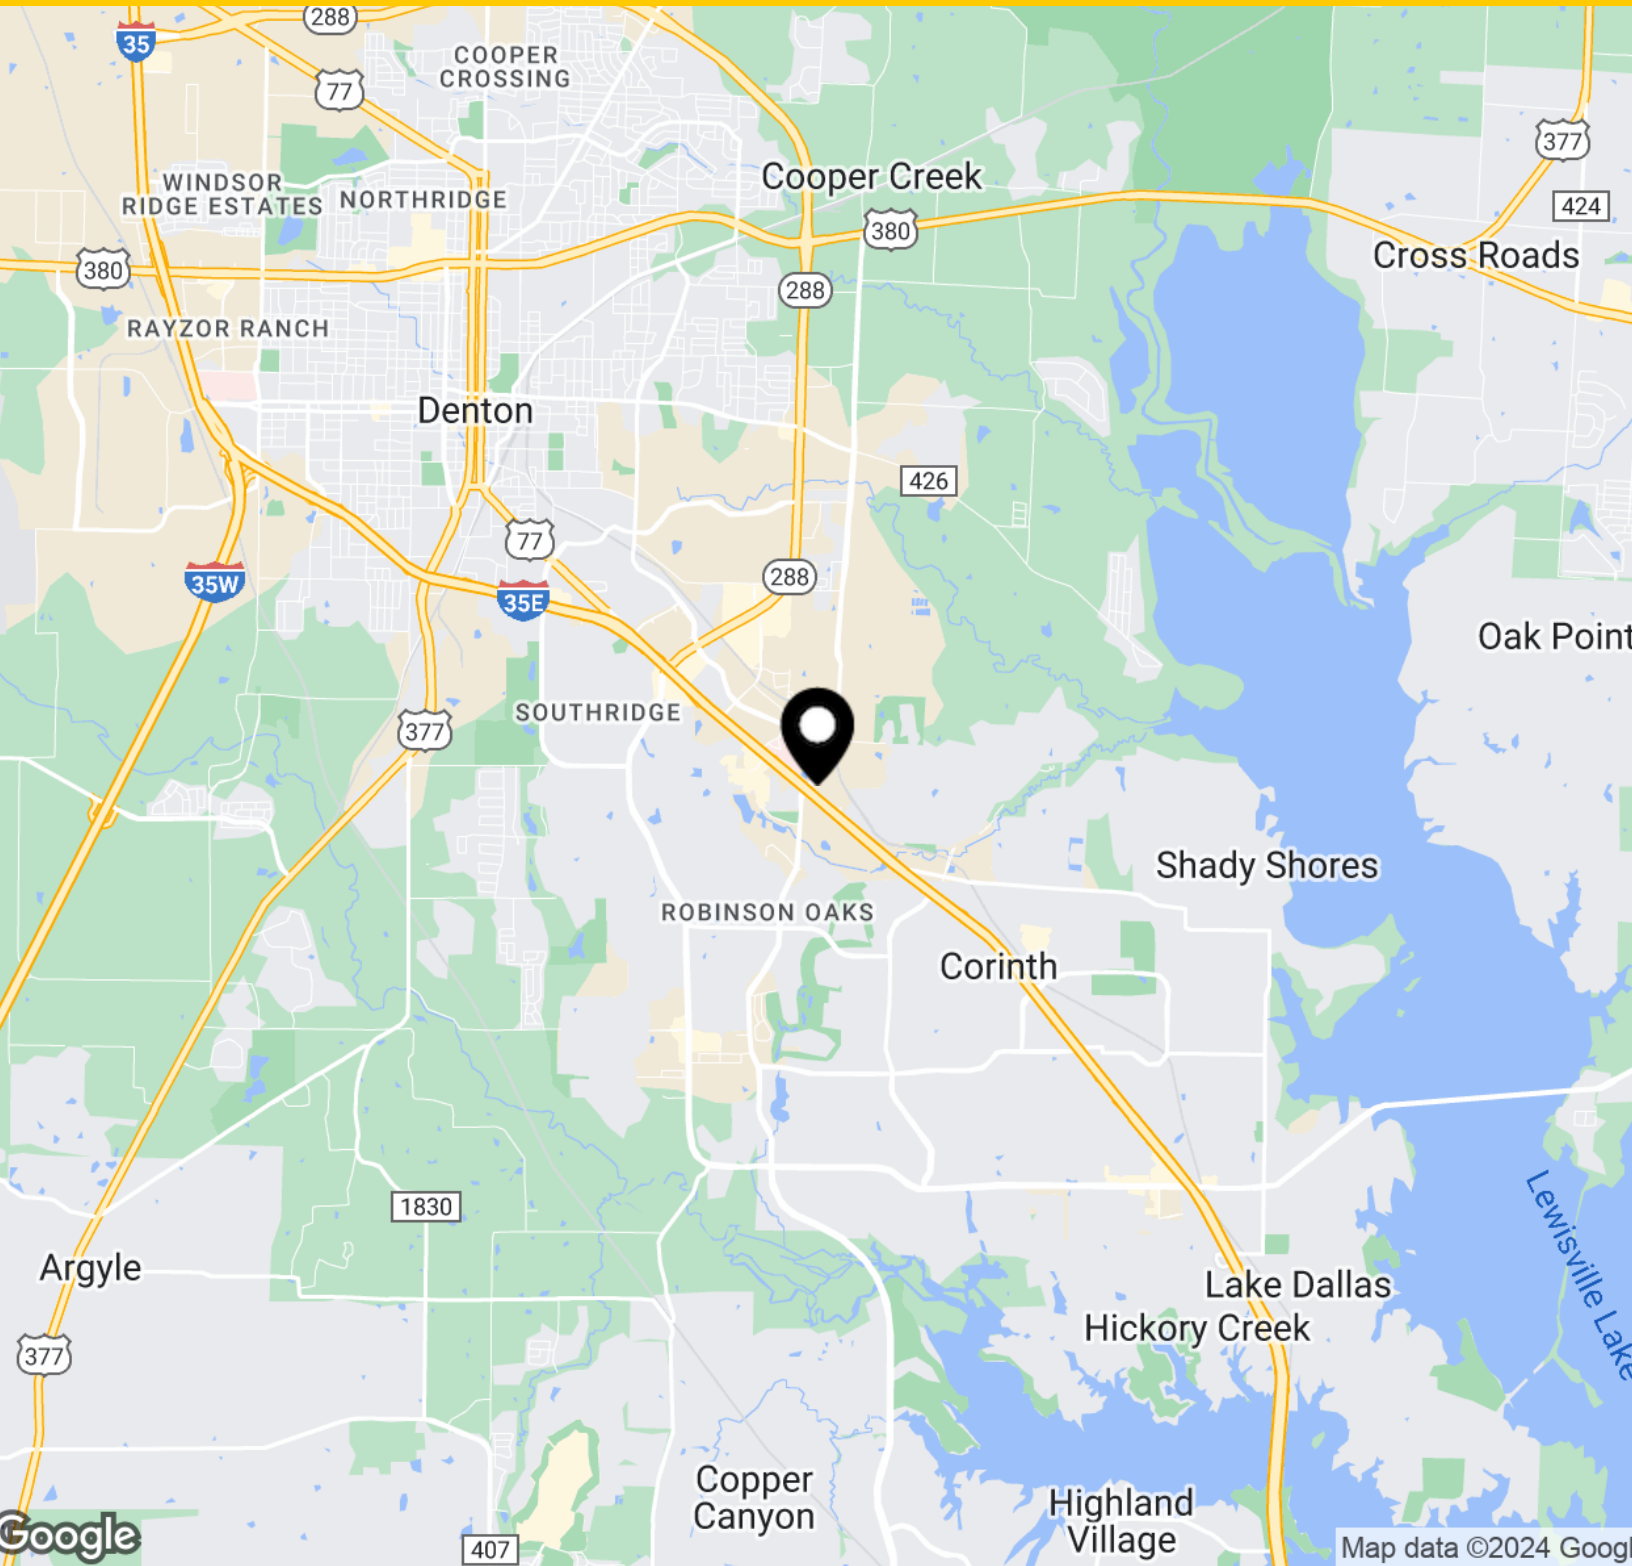 288
35
COOPER
CROSSING
77
377
Cooper Creek
WINDSOR
RIDGE ESTATES
NORTHRIDGE
424
380
Cross Roads
380
288
RAYZOR RANCH
Denton
426
77
288
35W
35E
Oak Point
SOUTHRIDGE
377
Shady Shores
ROBINSON OAKS
Corinth
1830
Lewisville Lake
Argyle
Lake Dallas
Hickory Creek
377
Copper
Canyon
Highland
Village
Google
407
Map data ©2024 Googl